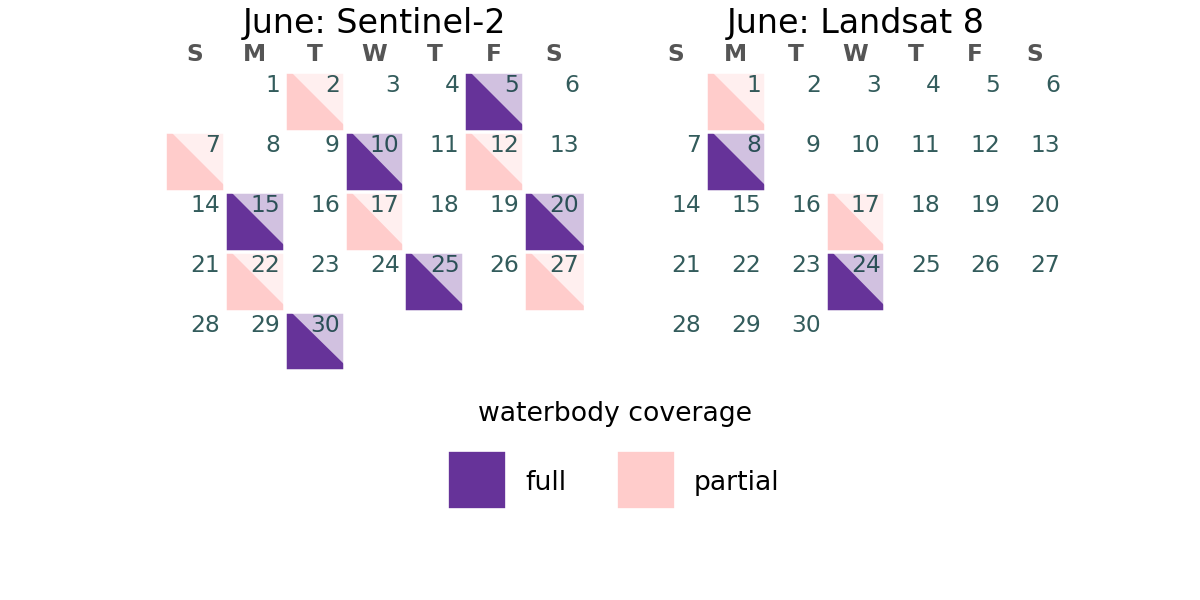 June: Sentinel-2
S M T W T F S
1 2 3 4 5 6
7 8 9 10 11 12 13
14 15 16 17 18 19 20
21 22 23 24 25 26 27
28 29 30
June: Landsat 8
S M T W T F S
1 2 3 4 5 6
7 8 9 10 11 12 13
14 15 16 17 18 19 20
21 22 23 24 25 26 27
28 29 30
waterbody coverage
full partial